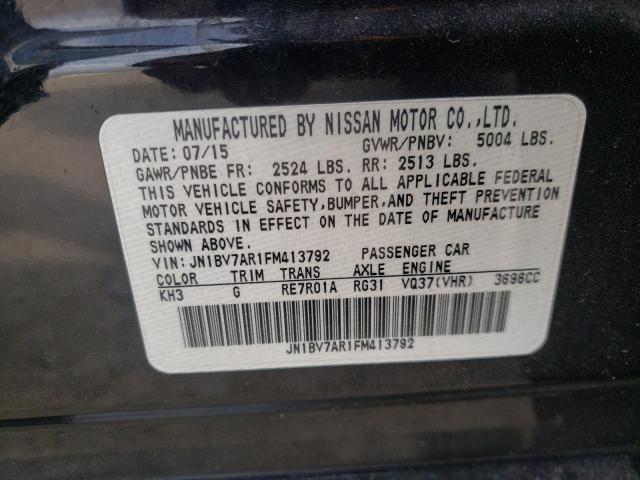 MANUFACTURED BY NISSAN MOTOR CO.,LTD.
DATE: 07/15 GVWR/PNBV: 5004 LBS.
GAWR/PNBE FR: 2524 LBS. RR: 2513 LBS.
THIS VEHICLE CONFORMS TO ALL APPLICABLE FEDERAL
MOTOR VEHICLE SAFETY,BUMPER,AND THEFT PREVENTION
STANDARDS IN EFFECT ON THE DATE OF MANUFACTURE
SHOWN ABOVE.
VIN: JN1BV7AR1FM413792 PASSENGER CAR
COLOR TRIM TRANS AXLE ENGINE
KH3 G RE7R01A RG31 VQ37(VHR) 3696CC
JN1BV7AR1FM413792